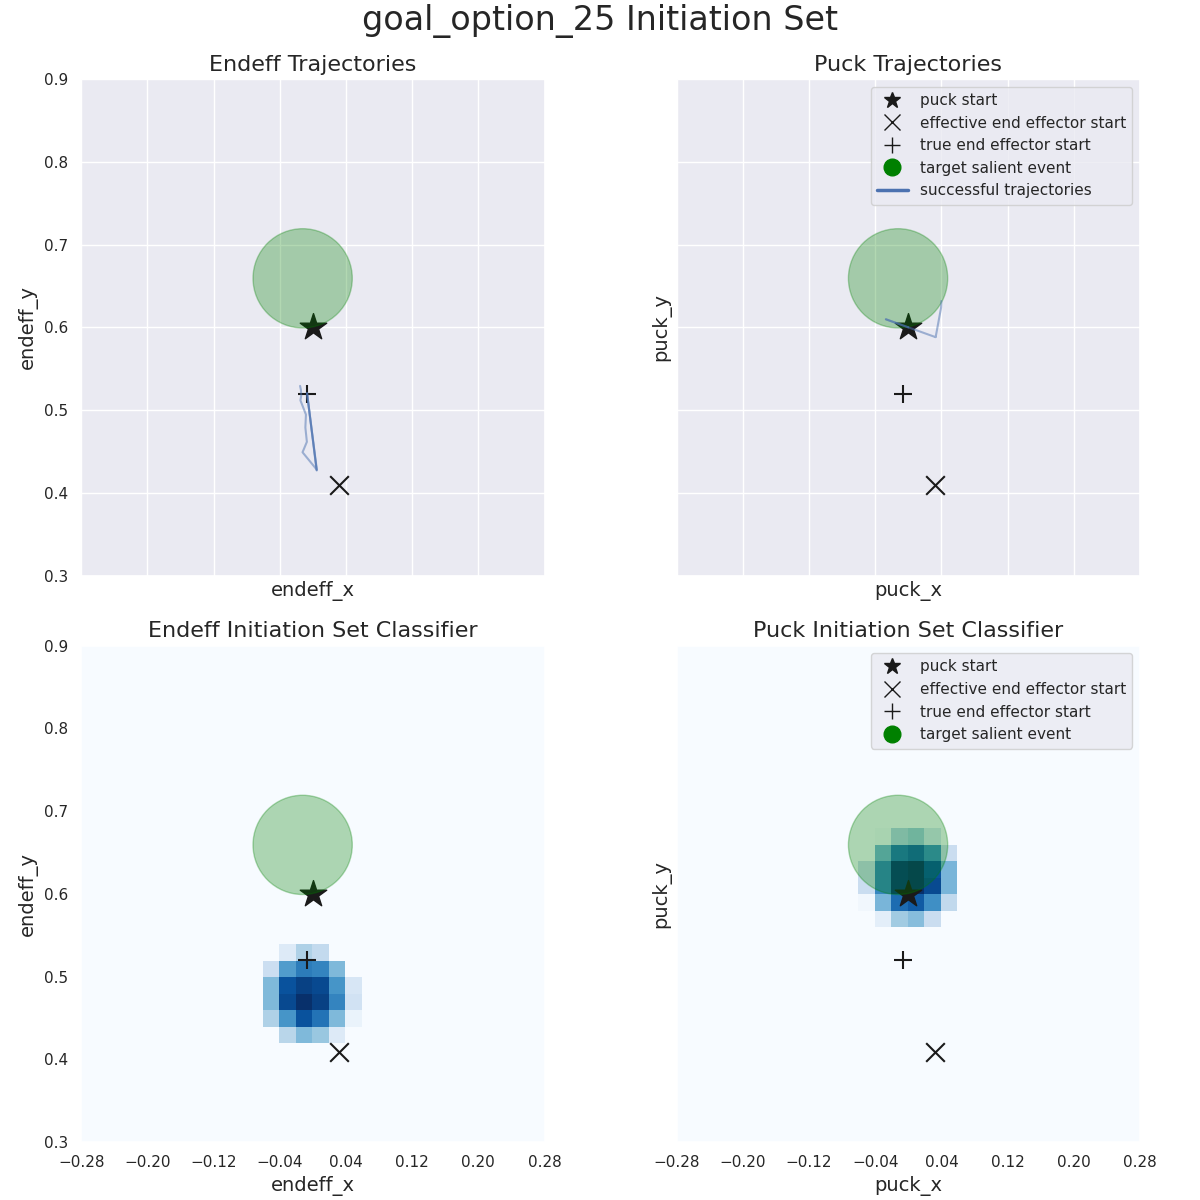 goal_option_25 Initiation Set
Endeff Trajectories
0.9
0.8
0.7
0.6
0.5
0.4
0.3
endeff_y
endeff_x
Puck Trajectories
puck start
effective end effector start
true end effector start
target salient event
successful trajectories
puck_y
puck_x
Endeff Initiation Set Classifier
0.9
0.8
0.7
0.6
0.5
0.4
0.3
endeff_y
−0.28 −0.20 −0.12 −0.04 0.04 0.12 0.20 0.28
endeff_x
Puck Initiation Set Classifier
puck start
effective end effector start
true end effector start
target salient event
puck_y
−0.28 −0.20 −0.12 −0.04 0.04 0.12 0.20 0.28
puck_x